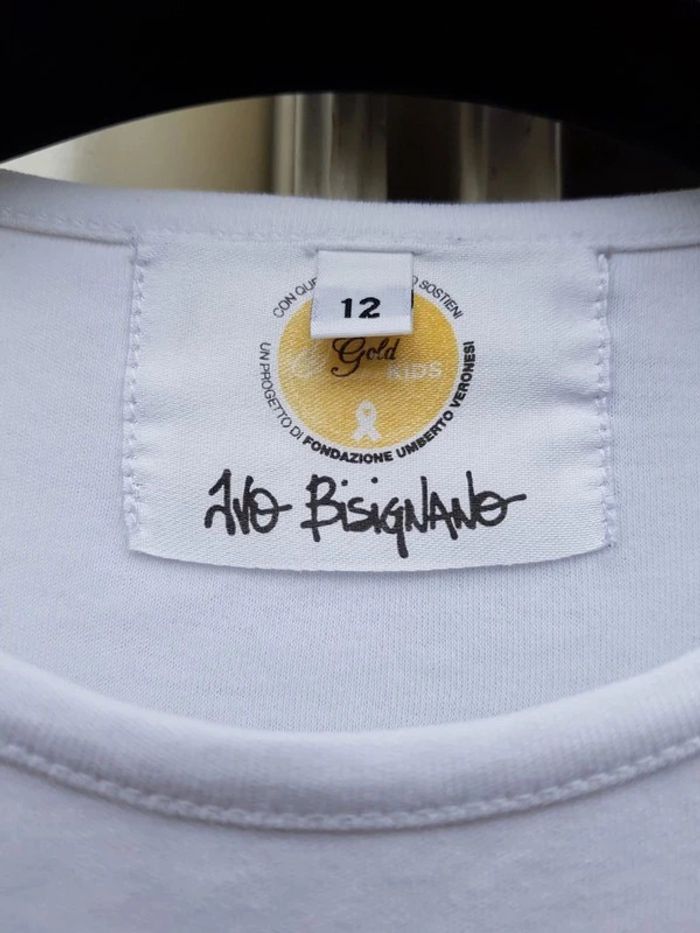 12
CON QU
O SOSTIENI
UN PROGETTO DI FONDAZIONE UMBERTO VERONESI
Gold
KIDS
Ivo BisigNANo